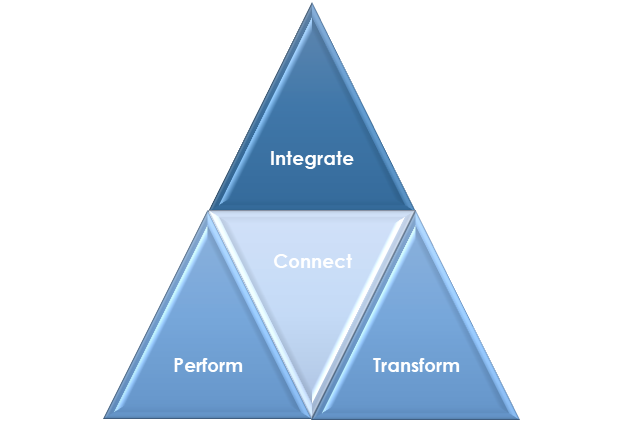 Integrate
Connect
Perform
Transform